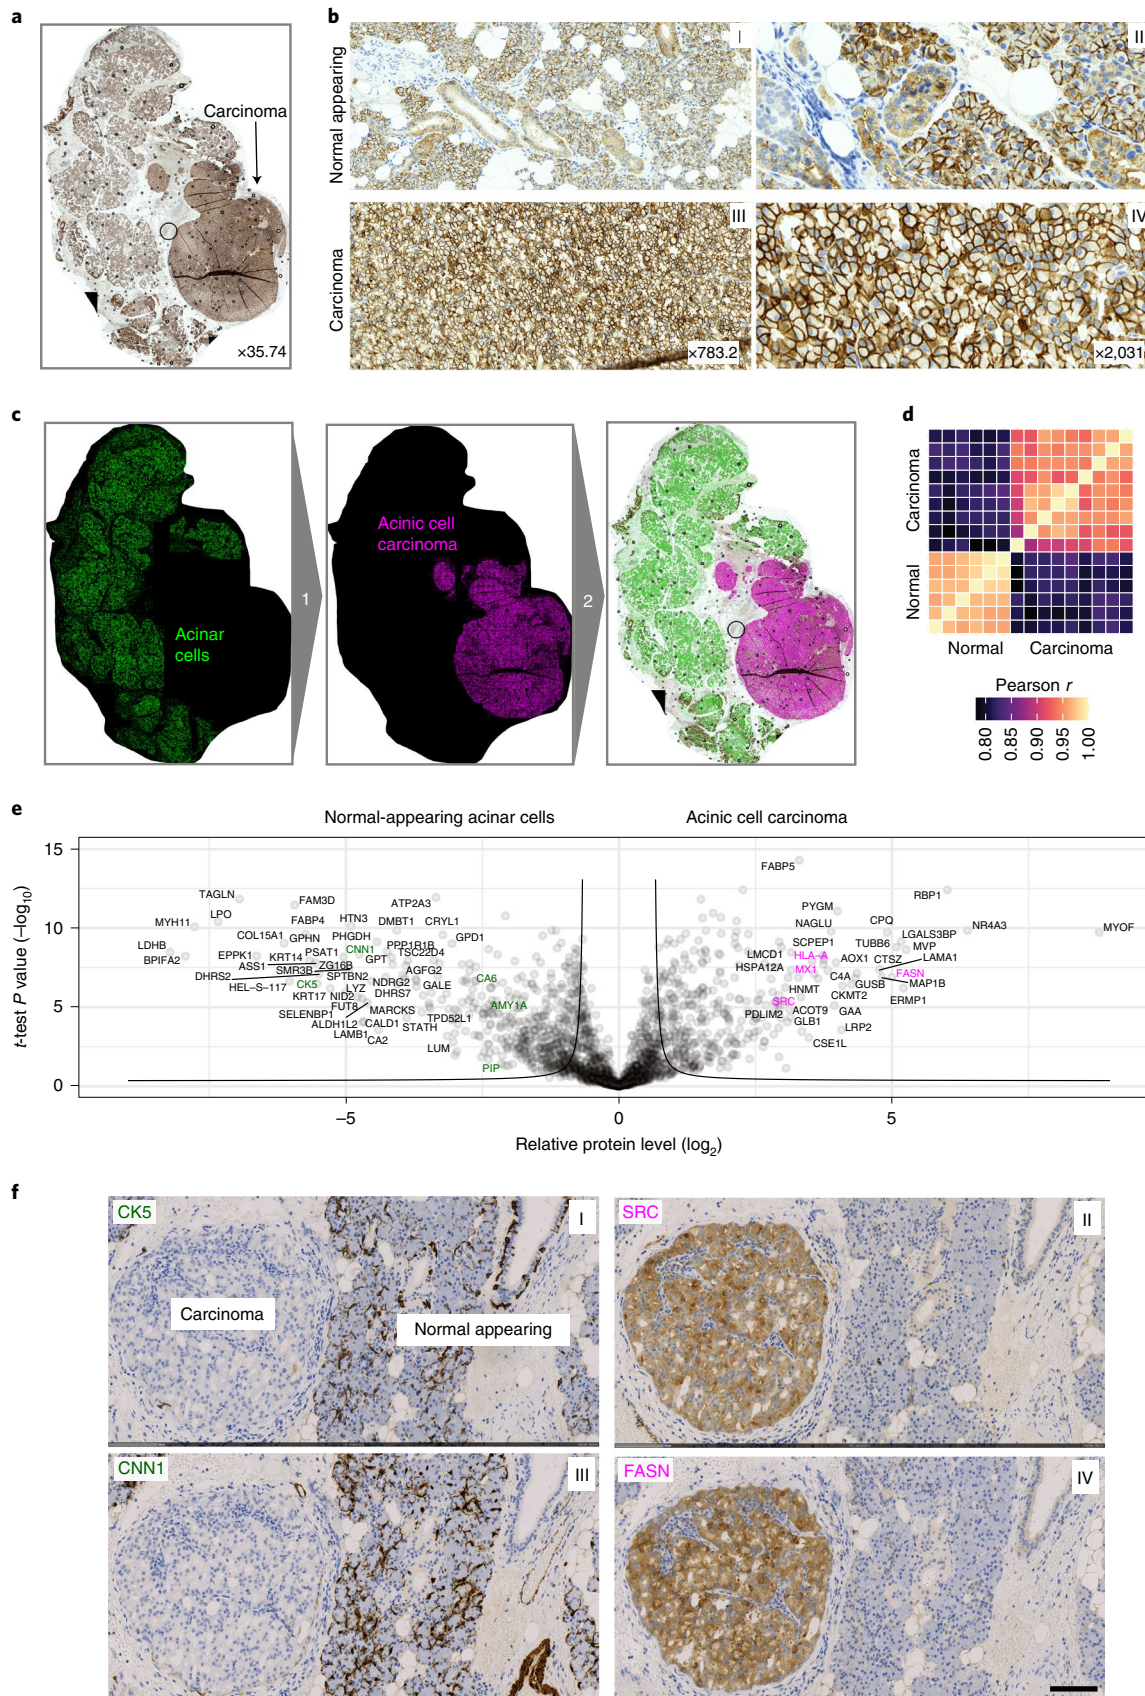 a
Carcinoma
×35.74
b
Normal appearing
Carcinoma
I
II
III
IV
×783.2
×2,031
c
Acinar
cells
1
Acinic cell
carcinoma
2
d
Carcinoma
Normal
Normal
Carcinoma
Pearson r
0.80
0.85
0.90
0.95
1.00
e
Normal-appearing acinar cells
Acinic cell carcinoma
t-test P value (–log10)
15
10
5
0
FABP5
TAGLN
FAM3D
ATP2A3
RBP1
LPO
PYGM
MYH11
FABP4
HTN3
DMBT1
CRYL1
NAGLU
CPQ
NR4A3
MYOF
COL15A1
GPHN
PHGDH
GPD1
LGALS3BP
LDHB
PPP1R1B
SCPEP1
TUBB6
MVP
BPIFA2
EPPK1
KRT14
PSAT1
CNN1
GPT
TSC22D4
LMCD1
HLA–A
AOX1
CTSZ
LAMA1
ASS1
SMR3B
ZG16B
AGFG2
HSPA12A
MX1
C4A
FASN
DHRS2
SPTBN2
CA6
GUSB
MAP1B
HEL–S–117
CK5
LYZ
NDRG2
GALE
HNMT
CKMT2
KRT17
NID2
DHRS7
AMY1A
SRC
ERMP1
SELENBP1
FUT8
MARCKS
PDLIM2
ACOT9
GAA
ALDH1L2
CALD1
STATH
TPD52L1
GLB1
LRP2
LAMB1
CA2
LUM
CSE1L
PIP
–5
0
5
Relative protein level (log2)
f
CK5
I
Carcinoma
Normal appearing
SRC
II
CNN1
III
FASN
IV